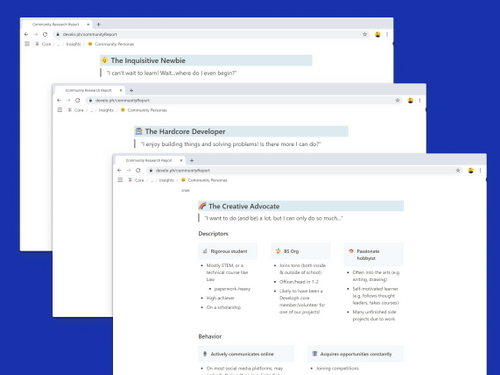 Community Research Report
develo.ph/communityReport
Core / ... / Insights / Community Personas
The Inquisitive Newbie
"I can't wait to learn! Wait...where do I even begin?"
Community Research Report
develo.ph/communityReport
Core / ... / Insights / Community Personas
The Hardcore Developer
"I enjoy building things and solving problems! Is there more I can do?"
Community Research Report
develo.ph/communityReport
Core / ... / Insights / Community Personas
The Creative Advocate
"I want to do (and be) a lot, but I can only do so much..."
Descriptors
Rigorous student
Mostly STEM, or a
technical course like
Law
paperwork-heavy
High achiever
On a scholarship
BS Org
Joins tons (both inside
& outside of school)
Officer/head in 1-2
Likely to have been a
Developh core
member/volunteer for
one of our projects!
Passionate
hobbyist
Often into the arts (e.g.
writing, drawing)
Self-motivated learner
(e.g. follows thought
leaders, takes courses)
Many unfinished side
projects due to work
Behavior
Actively communicates online
On most social media platforms; may
Acquires opportunities constantly
Joining competitions